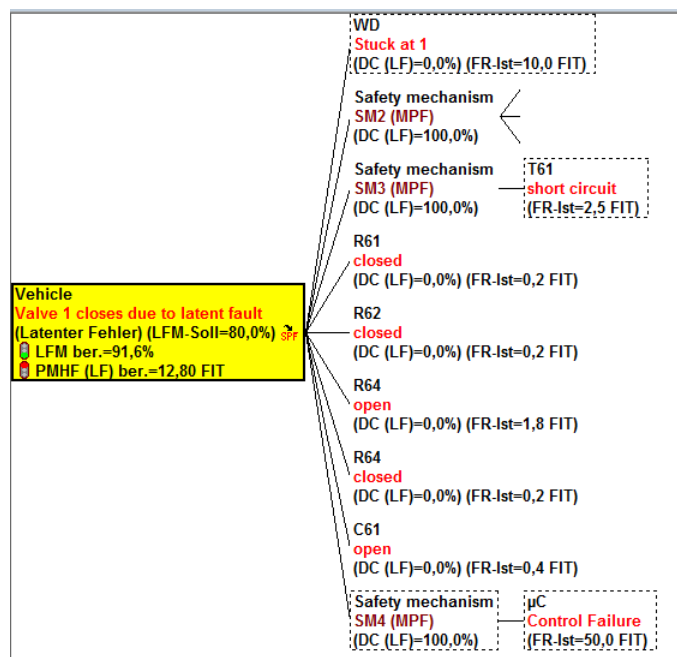 WD
Stuck at 1
(DC (LF)=0,0%) (FR-Ist=10,0 FIT)
Safety mechanism
SM2 (MPF)
(DC (LF)=100,0%)
Safety mechanism
SM3 (MPF)
(DC (LF)=100,0%)
T61
short circuit
(FR-Ist=2,5 FIT)
R61
closed
(DC (LF)=0,0%) (FR-Ist=0,2 FIT)
Vehicle
Valve 1 closes due to latent fault
(Latenter Fehler) (LFM-Soll=80,0%) SPF
LFM ber.=91,6%
PMHF (LF) ber.=12,80 FIT
R62
closed
(DC (LF)=0,0%) (FR-Ist=0,2 FIT)
R64
open
(DC (LF)=0,0%) (FR-Ist=1,8 FIT)
R64
closed
(DC (LF)=0,0%) (FR-Ist=0,2 FIT)
C61
open
(DC (LF)=0,0%) (FR-Ist=0,4 FIT)
Safety mechanism
SM4 (MPF)
(DC (LF)=100,0%)
µC
Control Failure
(FR-Ist=50,0 FIT)